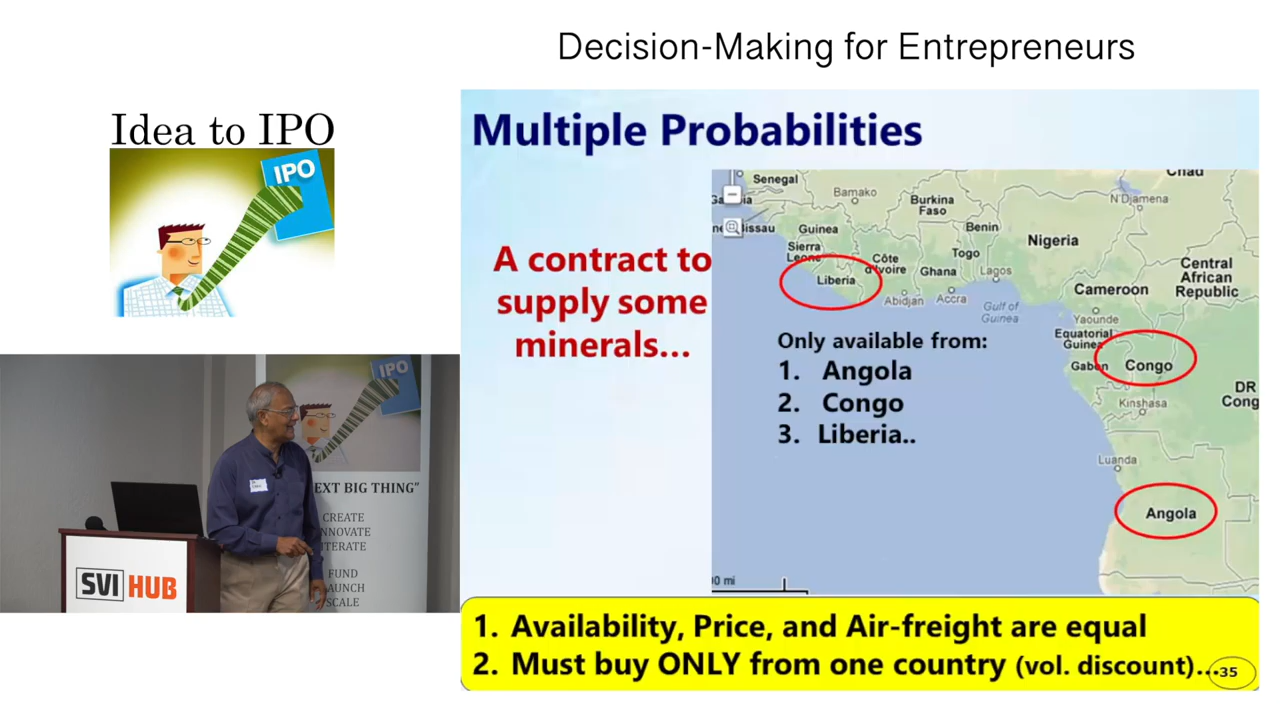 Decision-Making for Entrepreneurs
Idea to IPO
IPO
Multiple Probabilities
A contract to
supply some
minerals...
Senegal
Bamako
Burkina
Faso
N'Djamena
Chad
Bissau
Guinea
Benin
Nigeria
Sierra
Leone
Côte
d'Ivoire
Ghana
Togo
Lagos
Liberia
Abidjan
Accra
Gulf of
Guinea
Cameroon
Central
African
Republic
Yaounde
Equatorial
Guinea
Gabon
Congo
DR
Cong
Kinshasa
Luanda
Angola
Only available from:
1. Angola
2. Congo
3. Liberia..
0 mi
1. Availability, Price, and Air-freight are equal
2. Must buy ONLY from one country (vol. discount)...
35
IPO
EXT BIG THING"
CREATE
INNOVATE
ITERATE
FUND
LAUNCH
SCALE
SVI HUB